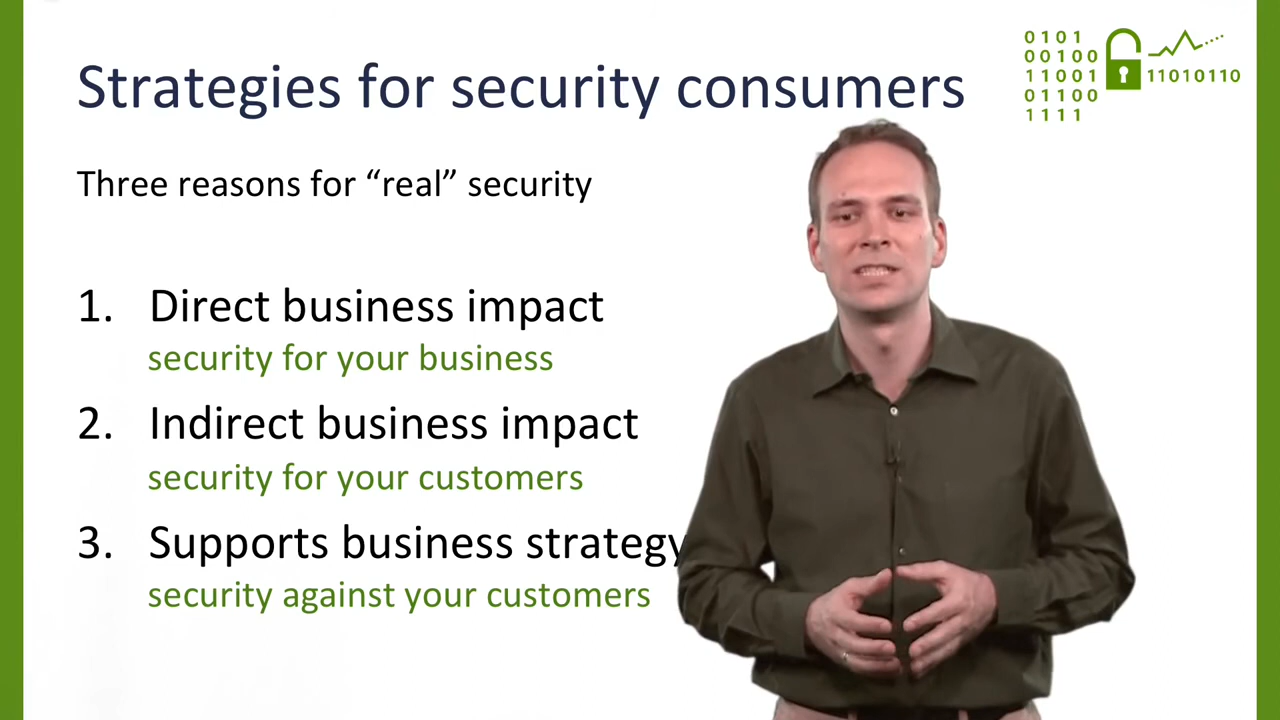 Strategies for security consumers
0101
00100
11001
01100
1111
11010110
Three reasons for “real” security
1. Direct business impact
security for your business
2. Indirect business impact
security for your customers
3. Supports business strategy
security against your customers